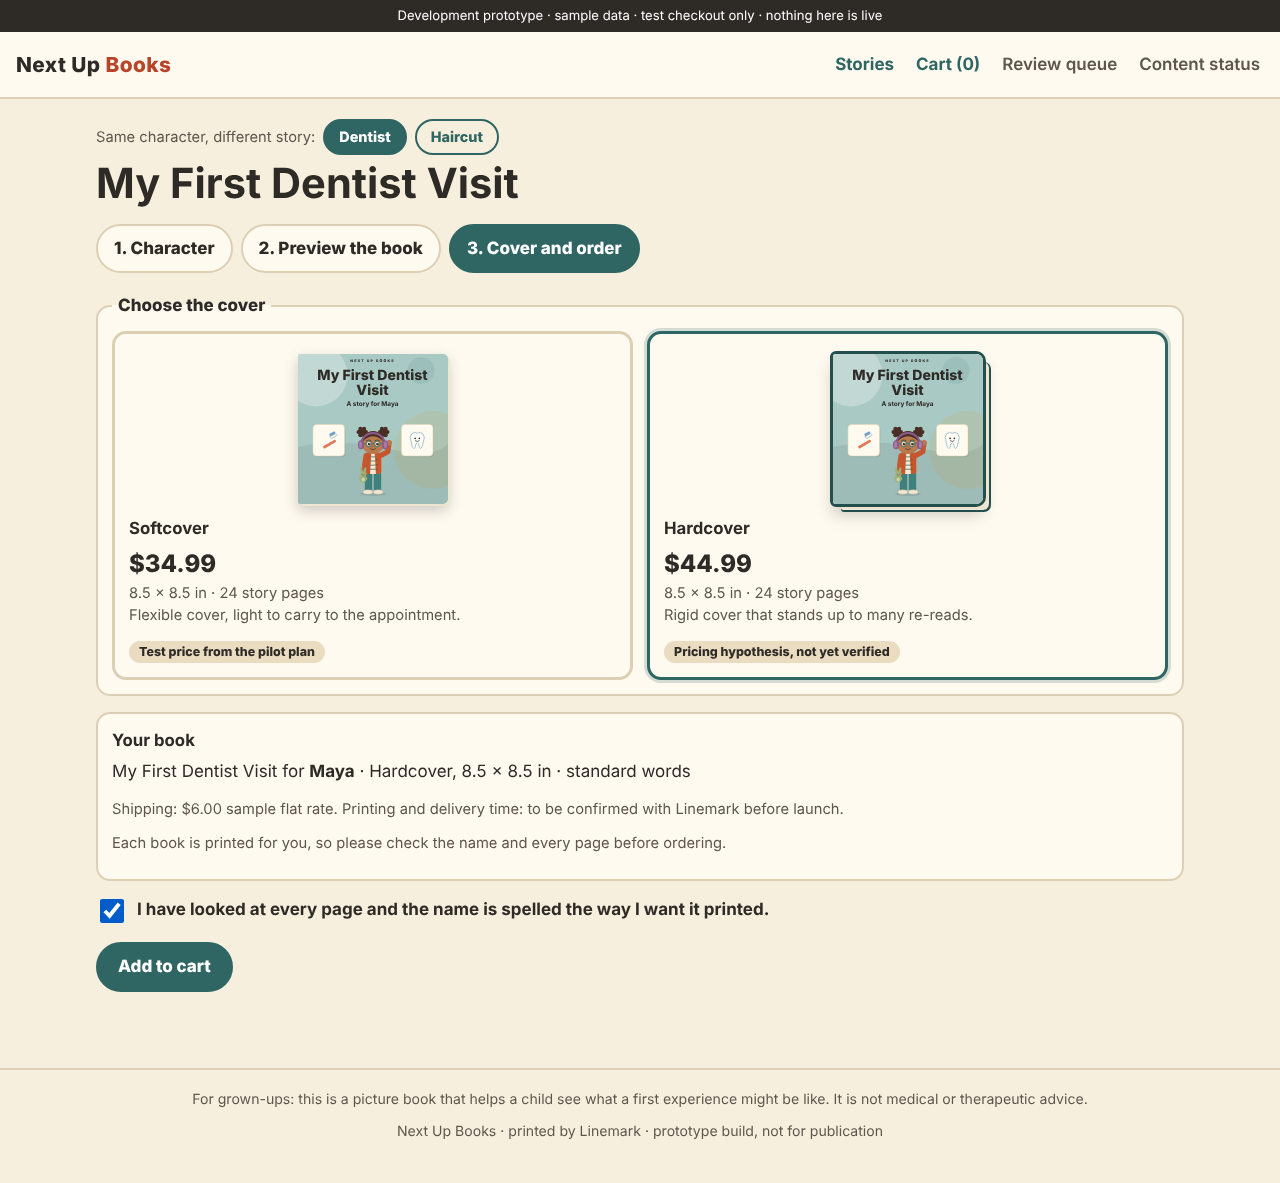 Development prototype · sample data · test checkout only · nothing here is live
Next Up Books
Stories
Cart (0)
Review queue
Content status
Same character, different story:
Dentist
Haircut
My First Dentist Visit
1. Character
2. Preview the book
3. Cover and order
Choose the cover
NEXT UP BOOKS
My First Dentist
Visit
A story for Maya
Softcover
$34.99
8.5 × 8.5 in · 24 story pages
Flexible cover, light to carry to the appointment.
Test price from the pilot plan
NEXT UP BOOKS
My First Dentist
Visit
A story for Maya
Hardcover
$44.99
8.5 × 8.5 in · 24 story pages
Rigid cover that stands up to many re-reads.
Pricing hypothesis, not yet verified
Your book
My First Dentist Visit for Maya · Hardcover, 8.5 × 8.5 in · standard words
Shipping: $6.00 sample flat rate. Printing and delivery time: to be confirmed with Linemark before launch.
Each book is printed for you, so please check the name and every page before ordering.
I have looked at every page and the name is spelled the way I want it printed.
Add to cart
For grown-ups: this is a picture book that helps a child see what a first experience might be like. It is not medical or therapeutic advice.
Next Up Books · printed by Linemark · prototype build, not for publication